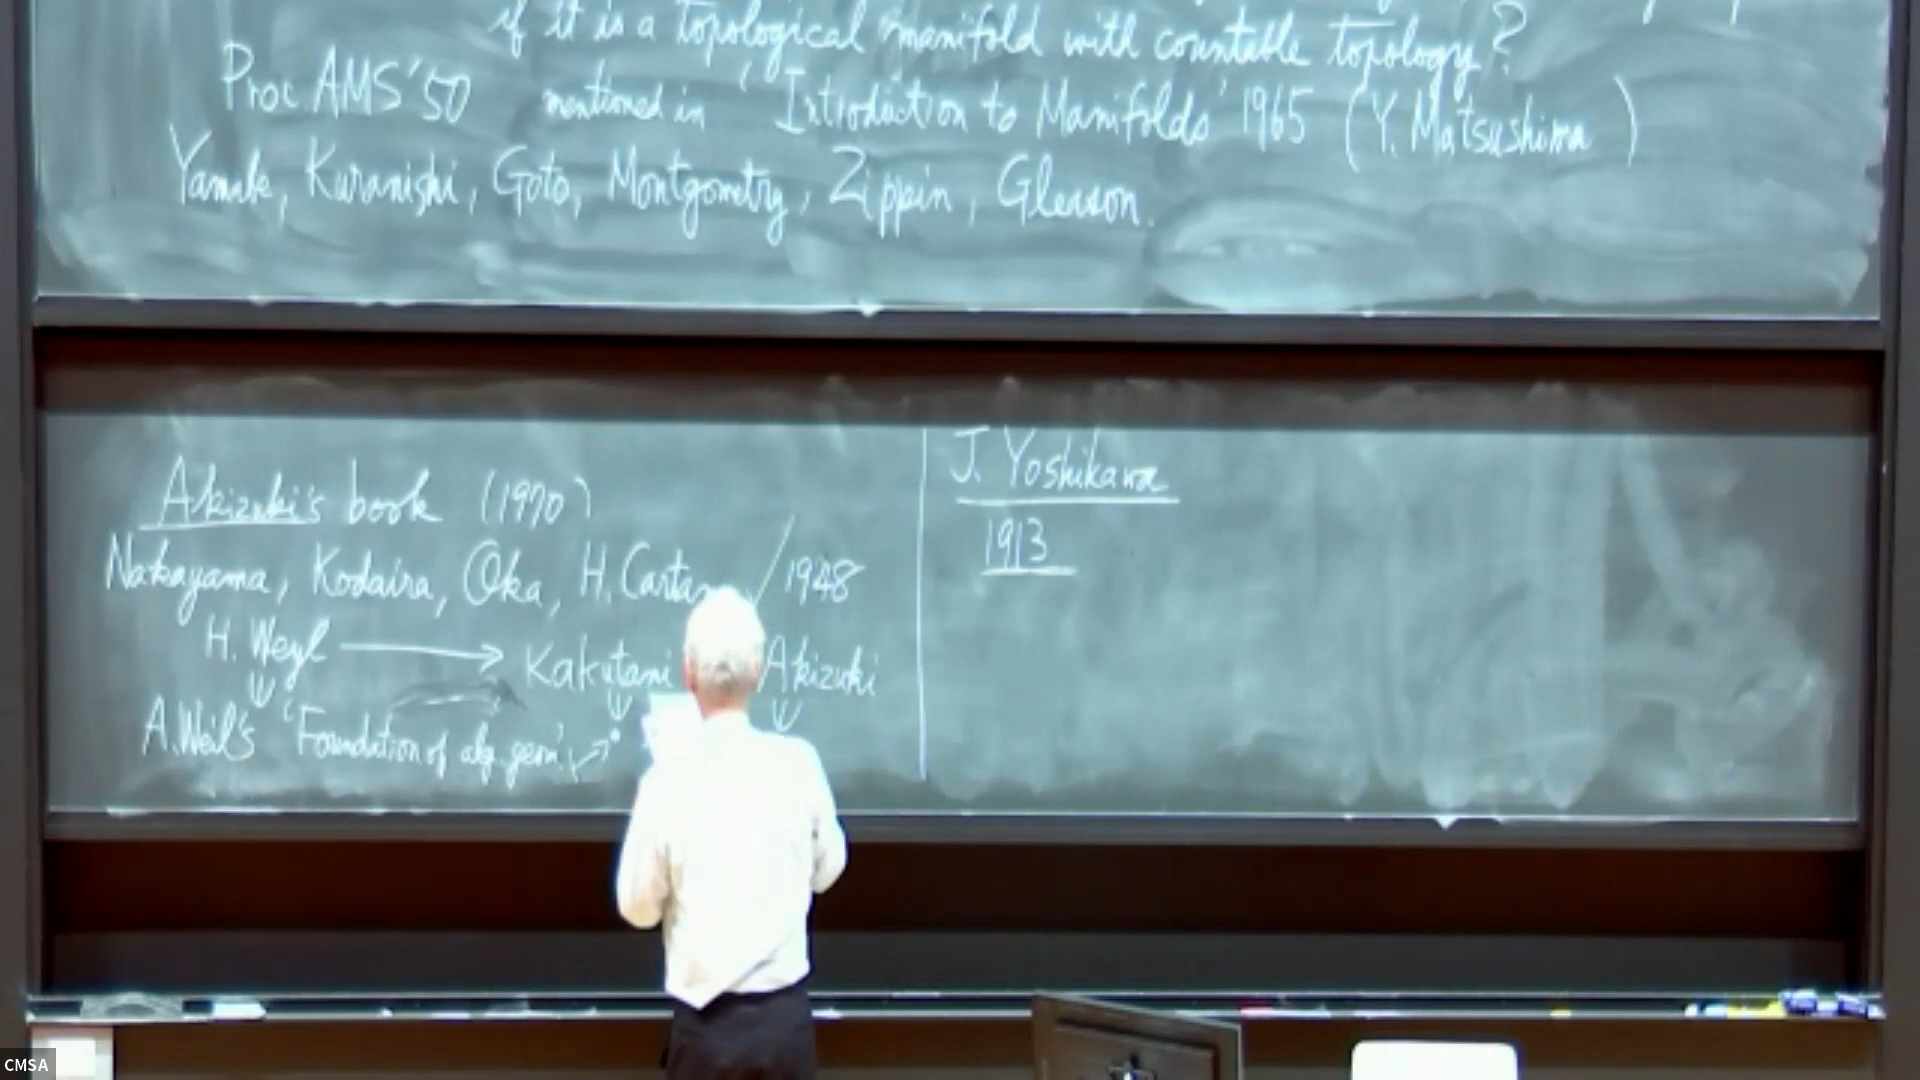 if it is a topological manifold with countable topology?
Proc AMS '50 mentioned in 'Introduction to Manifolds' 1965 (Y. Matsushima)
Yamabe, Kuranishi, Goto, Montgometry, Zippin, Gleason.
Akizuki's book (1970)
Nakayama, Kodaira, Oka, H. Cartan / 1948
H. Weyl → Kakutani Akizuki
A. Weil's 'Foundation of alg. geom.'
J. Yoshikawa
1913
CMSA